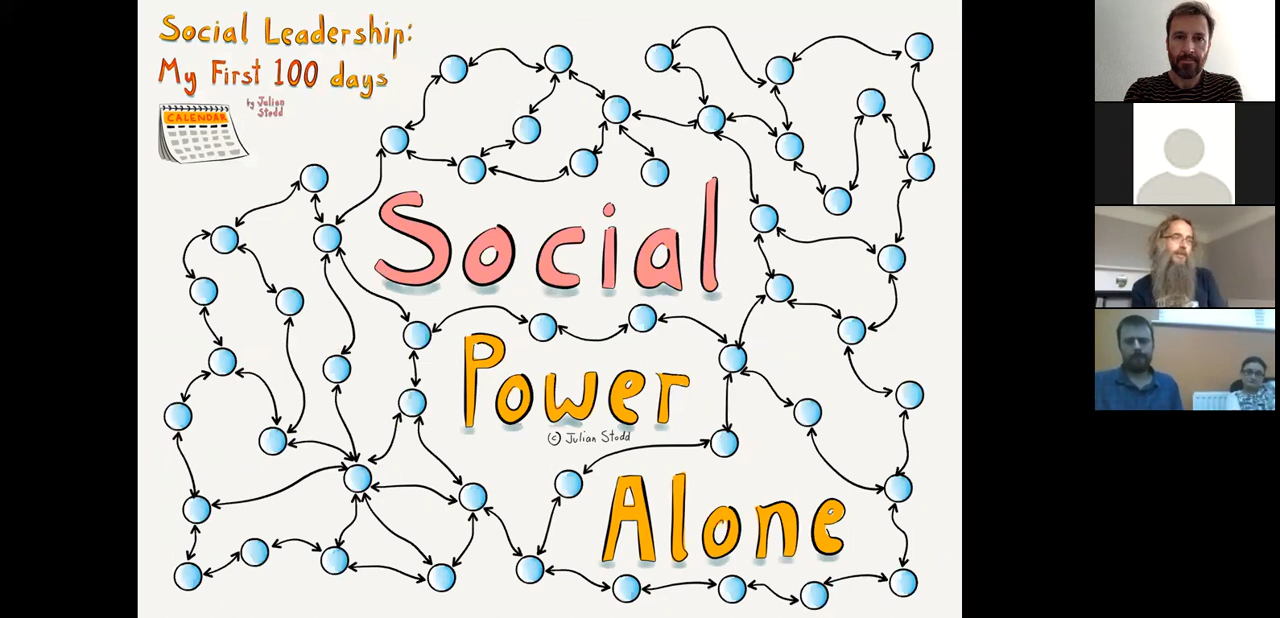 Social Leadership:
My First 100 days
by Julian
Stodd
CALENDAR
Social
Power
(c) Julian Stodd
Alone